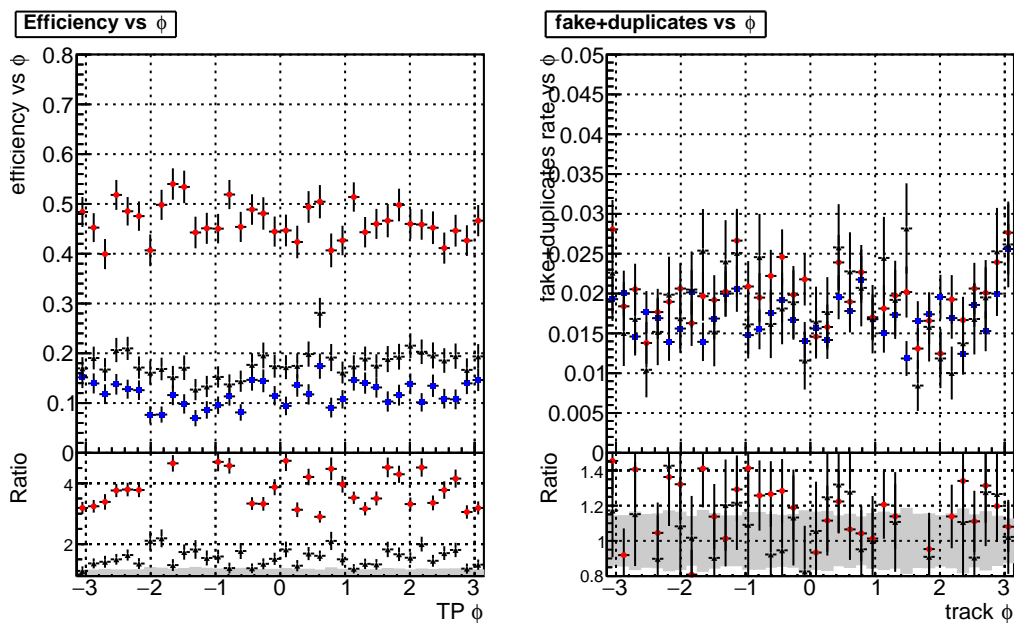 Efficiency vs ϕ
efficiency vs ϕ
0.8
0.7
0.6
0.5
0.4
0.3
0.2
0.1
0
Ratio
4
2
−3 −2 −1 0 1 2 3
TP ϕ
fake+duplicates vs ϕ
fake+duplicates rate vs ϕ
0.05
0.045
0.04
0.035
0.03
0.025
0.02
0.015
0.01
0.005
0
Ratio
1.4
1.2
1
0.8
−3 −2 −1 0 1 2 3
track ϕ